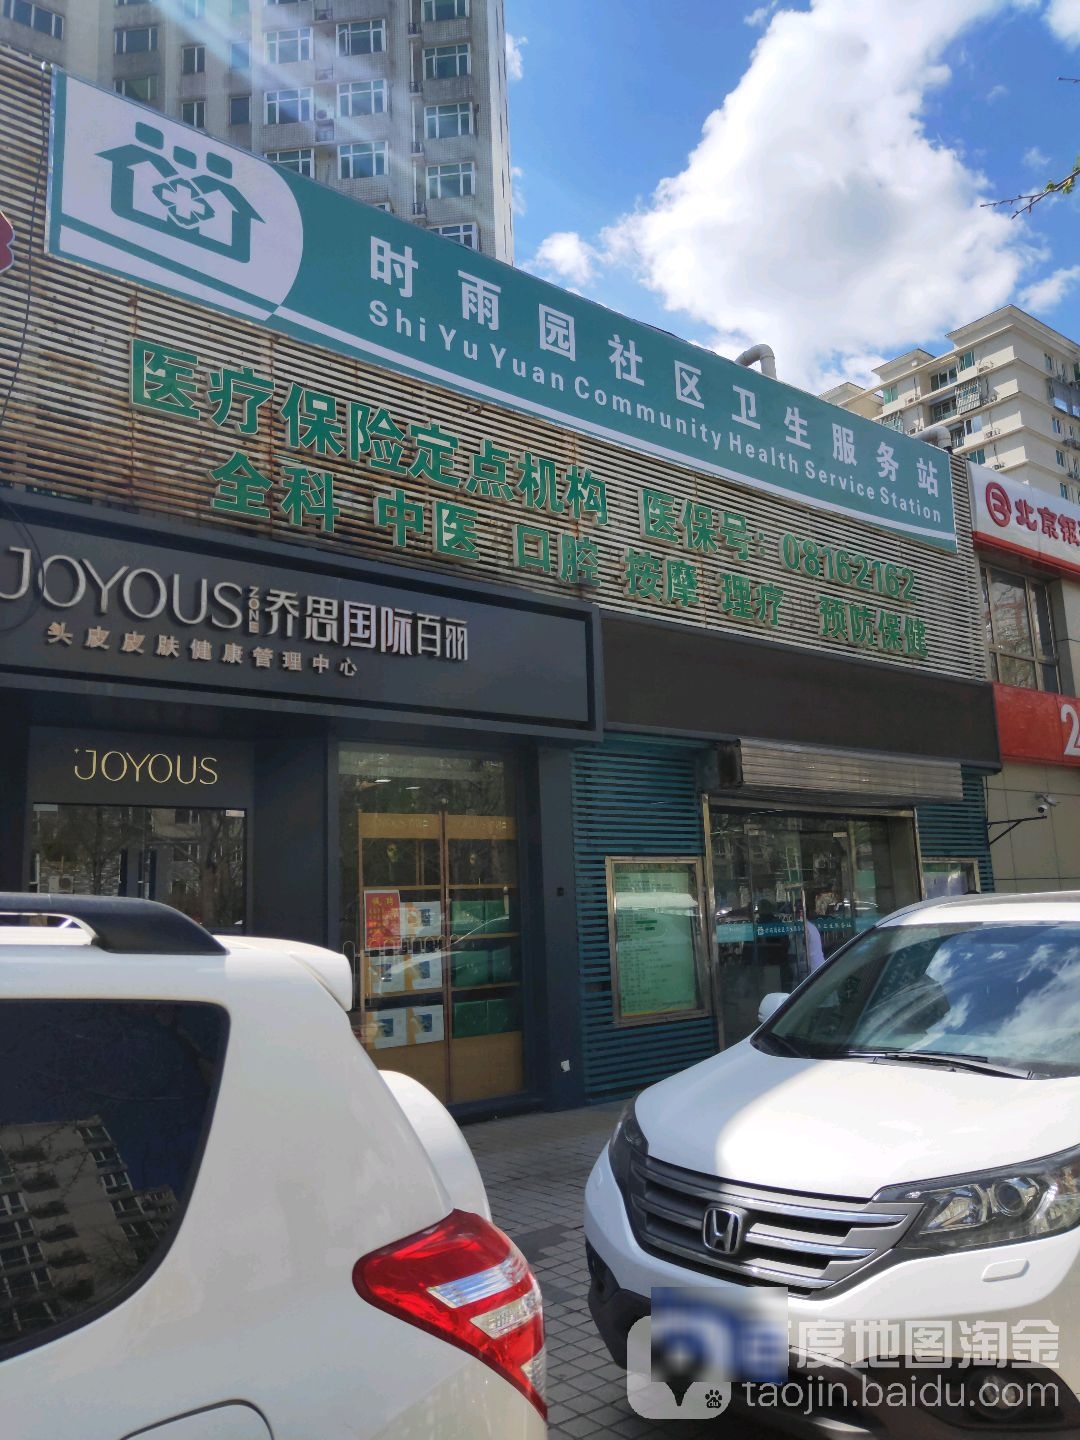 时雨园社区卫生服务站
Shi Yu Yuan Community Health Service Station
医疗保险定点机构 医保号: 08162162
全科 中医 口腔 按摩 理疗 预防保健
北京银
JOYOUS ZONE 乔思国际百丽
头皮皮肤健康管理中心
JOYOUS
2
百度地图淘金
taojin.baidu.com